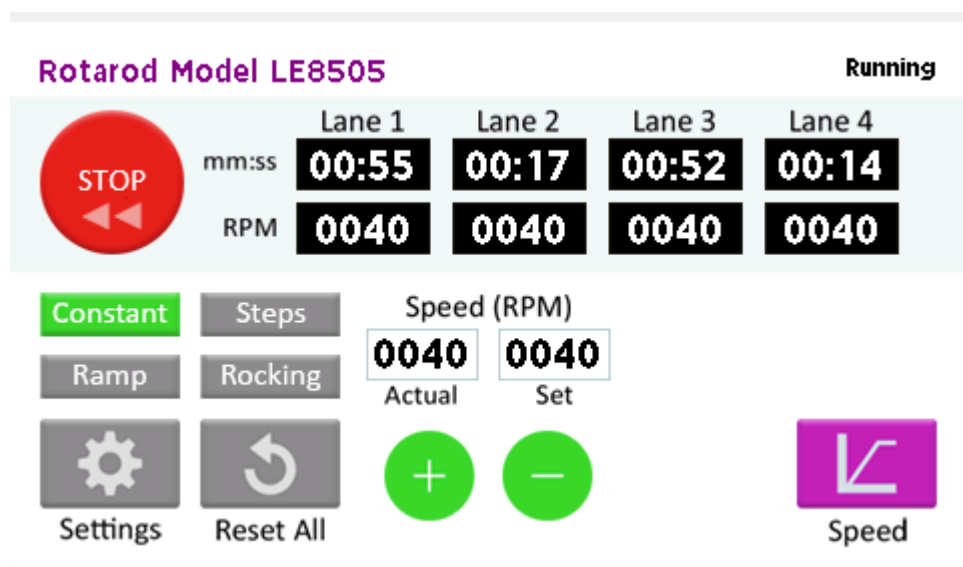 Rotarod Model LE8505 Running
Lane 1 Lane 2 Lane 3 Lane 4
STOP mm:ss 00:55 00:17 00:52 00:14
RPM 0040 0040 0040 0040
Constant Steps Speed (RPM)
Ramp Rocking 0040 0040
Actual Set
+ −
Settings Reset All Speed